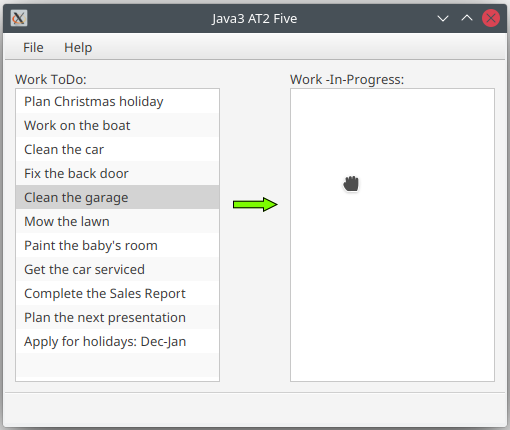 Java3 AT2 Five
File Help
Work ToDo:
Plan Christmas holiday
Work on the boat
Clean the car
Fix the back door
Clean the garage
Mow the lawn
Paint the baby's room
Get the car serviced
Complete the Sales Report
Plan the next presentation
Apply for holidays: Dec-Jan
Work -In-Progress: